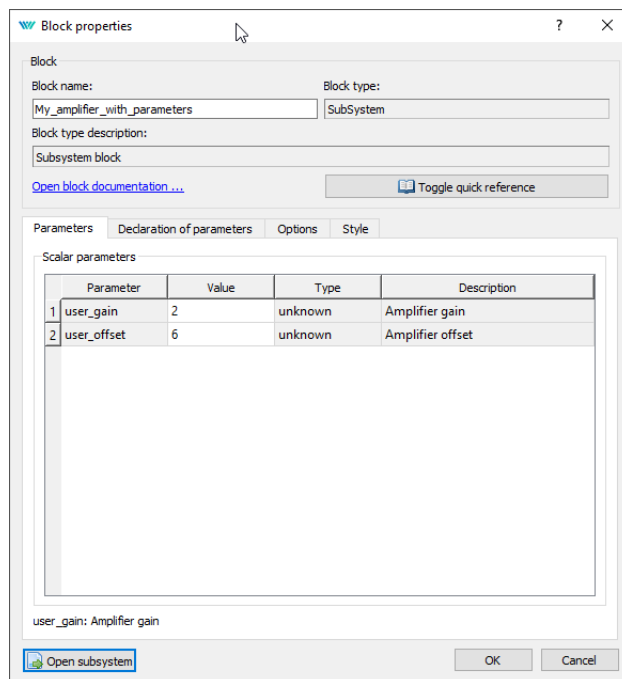 Block properties ? ×
Block
Block name: Block type:
My_amplifier_with_parameters SubSystem
Block type description:
Subsystem block
Open block documentation ... Toggle quick reference
Parameters Declaration of parameters Options Style
Scalar parameters
Parameter Value Type Description
1 user_gain 2 unknown Amplifier gain
2 user_offset 6 unknown Amplifier offset
user_gain: Amplifier gain
Open subsystem OK Cancel